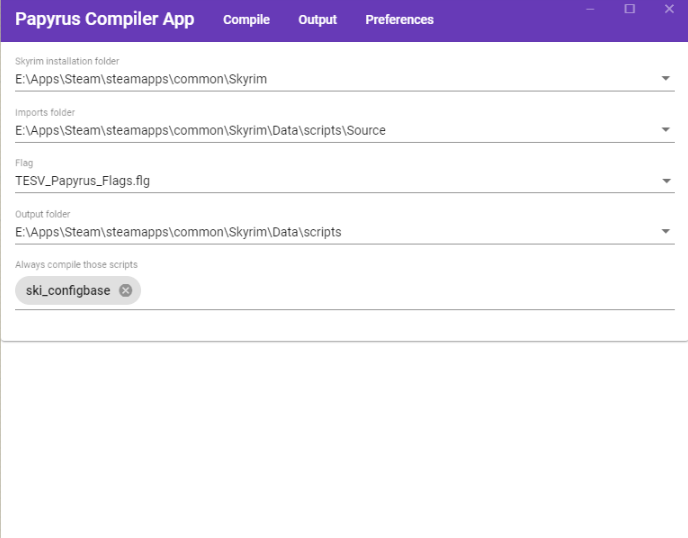 Papyrus Compiler App Compile Output Preferences
Skyrim installation folder
E:\Apps\Steam\steamapps\common\Skyrim
Imports folder
E:\Apps\Steam\steamapps\common\Skyrim\Data\scripts\Source
Flag
TESV_Papyrus_Flags.flg
Output folder
E:\Apps\Steam\steamapps\common\Skyrim\Data\scripts
Always compile those scripts
ski_configbase